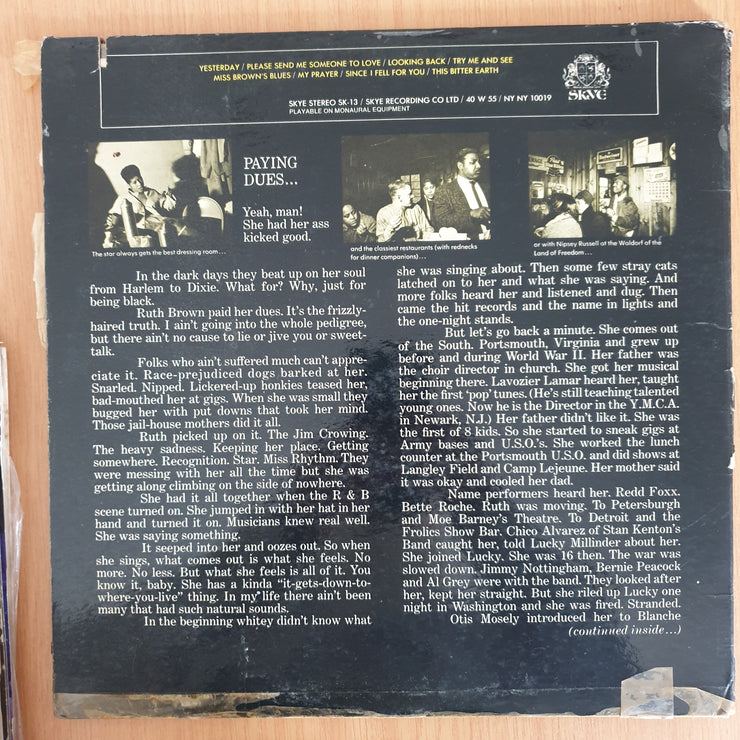 YESTERDAY / PLEASE SEND ME SOMEONE TO LOVE / LOOKING BACK / TRY ME AND SEE
MISS BROWN'S BLUES / MY PRAYER / SINCE I FELL FOR YOU / THIS BITTER EARTH
SKYE
SKYE STEREO SK-13 / SKYE RECORDING CO LTD / 40 W 55 / NY NY 10019
PLAYABLE ON MONAURAL EQUIPMENT
PAYING
DUES...
Yeah, man!
She had her ass
kicked good.
The star always gets the best dressing room...
and the classiest restaurants (with rednecks
for dinner companions)...
or with Nipsey Russell at the Waldorf of the
Land of Freedom...
In the dark days they beat up on her soul
from Harlem to Dixie. What for? Why, just for
being black.
Ruth Brown paid her dues. It's the frizzly-
haired truth. I ain't going into the whole pedigree,
but there ain't no cause to lie or jive you or sweet-
talk.
Folks who ain't suffered much can't appre-
ciate it. Race-prejudiced dogs barked at her.
Snarled. Nipped. Lickered-up honkies teased her,
bad-mouthed her at gigs. When she was small they
bugged her with put downs that took her mind.
Those jail-house mothers did it all.
Ruth picked up on it. The Jim Crowing.
The heavy sadness. Keeping her place. Getting
somewhere. Recognition. Star. Miss Rhythm. They
were messing with her all the time but she was
getting along climbing on the side of nowhere.
She had it all together when the R & B
scene turned on. She jumped in with her hat in her
hand and turned it on. Musicians knew real well.
She was saying something.
It seeped into her and oozes out. So when
she sings, what comes out is what she feels. No
more. No less. But what she feels is all of it. You
know it, baby. She has a kinda "it-gets-down-to-
where-you-live" thing. In my life there ain't been
many that had such natural sounds.
In the beginning whitey didn't know what
she was singing about. Then some few stray cats
latched on to her and what she was saying. And
more folks heard her and listened and dug. Then
came the hit records and the name in lights and
the one-night stands.
But let's go back a minute. She comes out
of the South. Portsmouth, Virginia and grew up
before and during World War II. Her father was
the choir director in church. She got her musical
beginning there. Lavozier Lamar heard her, taught
her the first 'pop' tunes. (He's still teaching talented
young ones. Now he is the Director in the Y.M.C.A.
in Newark, N.J.) Her father didn't like it. She was
the first of 8 kids. So she started to sneak gigs at
Army bases and U.S.O.'s. She worked the lunch
counter at the Portsmouth U.S.O. and did shows at
Langley Field and Camp Lejeune. Her mother said
it was okay and cooled her dad.
Name performers heard her. Redd Foxx.
Bette Roche. Ruth was moving. To Petersburgh
and Moe Barney's Theatre. To Detroit and the
Frolics Show Bar. Chico Alvarez of Stan Kenton's
Band caught her, told Lucky Millinder about her.
She joined Lucky. She was 16 then. The war was
slowed down. Jimmy Nottingham, Bernie Peacock
and Al Grey were with the band. They looked after
her, kept her straight. But she riled up Lucky one
night in Washington and she was fired. Stranded.
Otis Mosely introduced her to Blanche
(continued inside...)